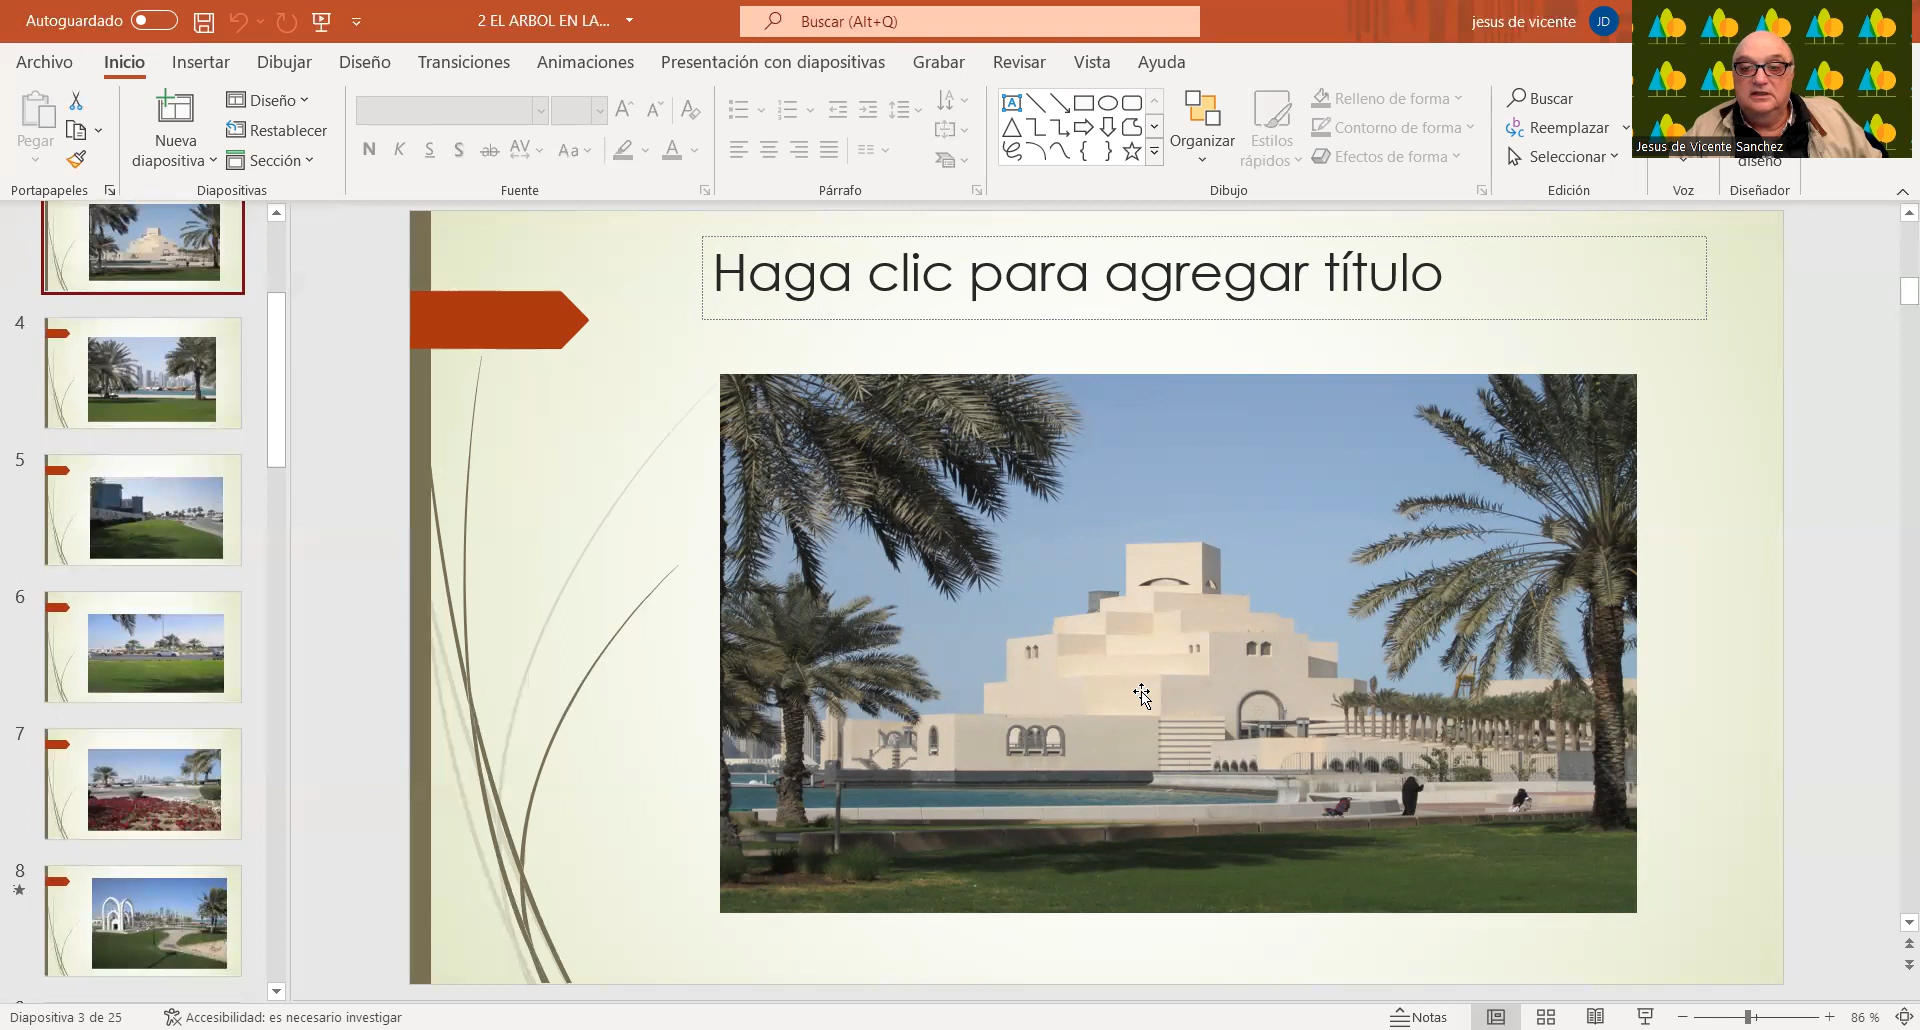 Autoguardado
2 EL ARBOL EN LA...
Buscar (Alt+Q)
jesus de vicente
JD
Archivo
Inicio
Insertar
Dibujar
Diseño
Transiciones
Animaciones
Presentación con diapositivas
Grabar
Revisar
Vista
Ayuda
Pegar
Nueva
diapositiva
Diseño
Restablecer
Sección
N K S S ab AV Aa A
Organizar
Estilos
rápidos
Relleno de forma
Contorno de forma
Efectos de forma
Buscar
Reemplazar
Seleccionar
diseño
Jesus de Vicente Sanchez
Portapapeles
Diapositivas
Fuente
Párrafo
Dibujo
Edición
Voz
Diseñador
Haga clic para agregar título
4
5
6
7
8
Diapositiva 3 de 25
Accesibilidad: es necesario investigar
Notas
86 %